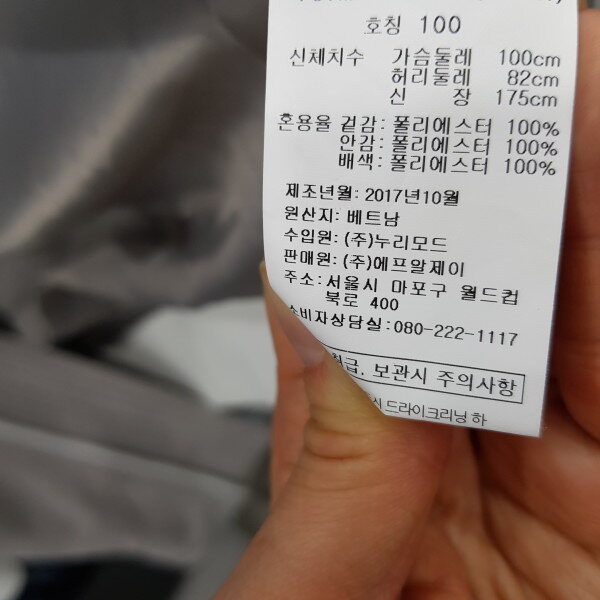 호칭 100
신체치수 가슴둘레 100cm
허리둘레 82cm
신 장 175cm
혼용율 겉감: 폴리에스터 100%
안감: 폴리에스터 100%
배색: 폴리에스터 100%
제조년월: 2017년10월
원산지: 베트남
수입원: (주)누리모드
판매원: (주)에프알제이
주소: 서울시 마포구 월드컵
북로 400
소비자상담실: 080-222-1117
취급, 보관시 주의사항
드라이크리닝 하